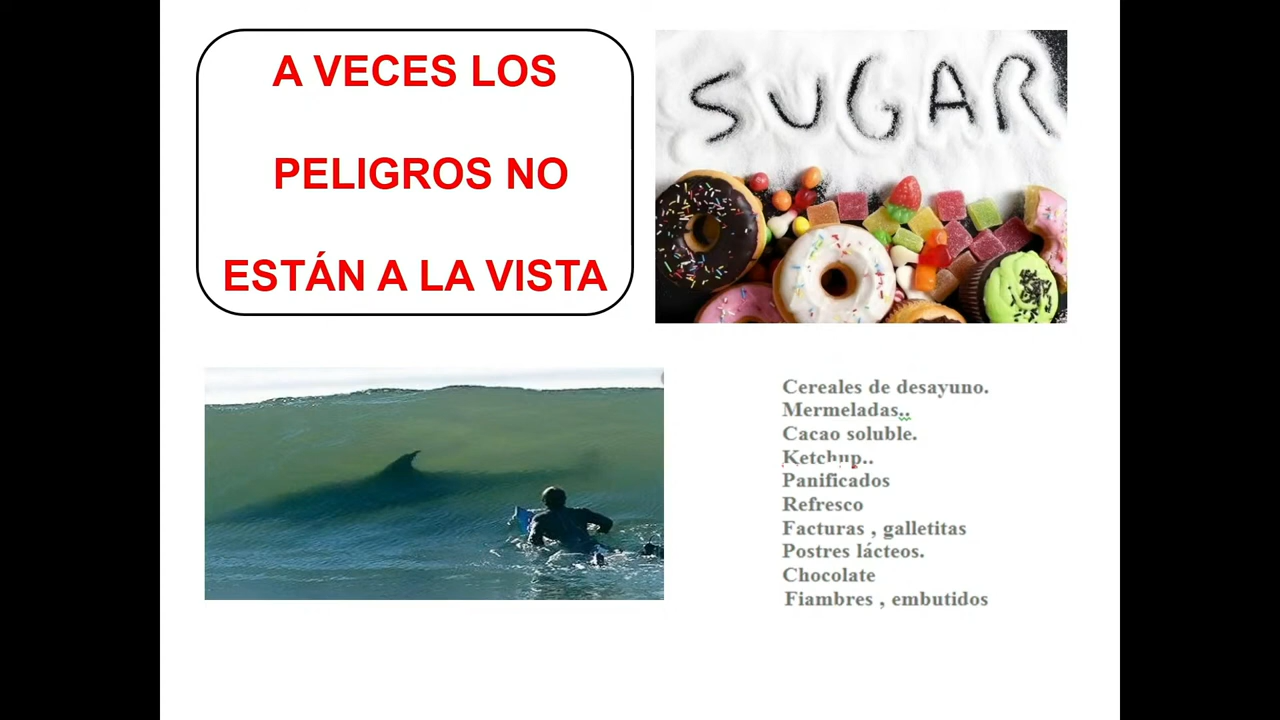 A VECES LOS
PELIGROS NO
ESTÁN A LA VISTA
SUGAR
Cereales de desayuno.
Mermeladas..
Cacao soluble.
Ketchup..
Panificados
Refresco
Facturas , galletitas
Postres lácteos.
Chocolate
Fiambres , embutidos